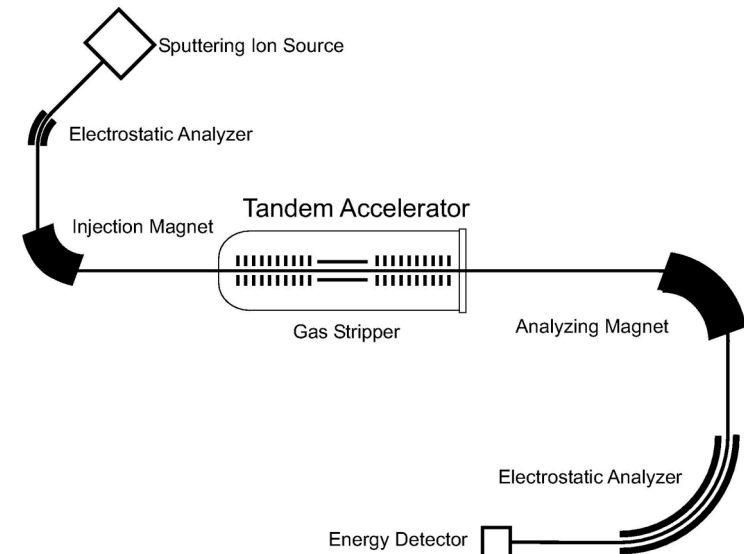 Sputtering Ion Source
Electrostatic Analyzer
Tandem Accelerator
Injection Magnet
Gas Stripper
Analyzing Magnet
Electrostatic Analyzer
Energy Detector